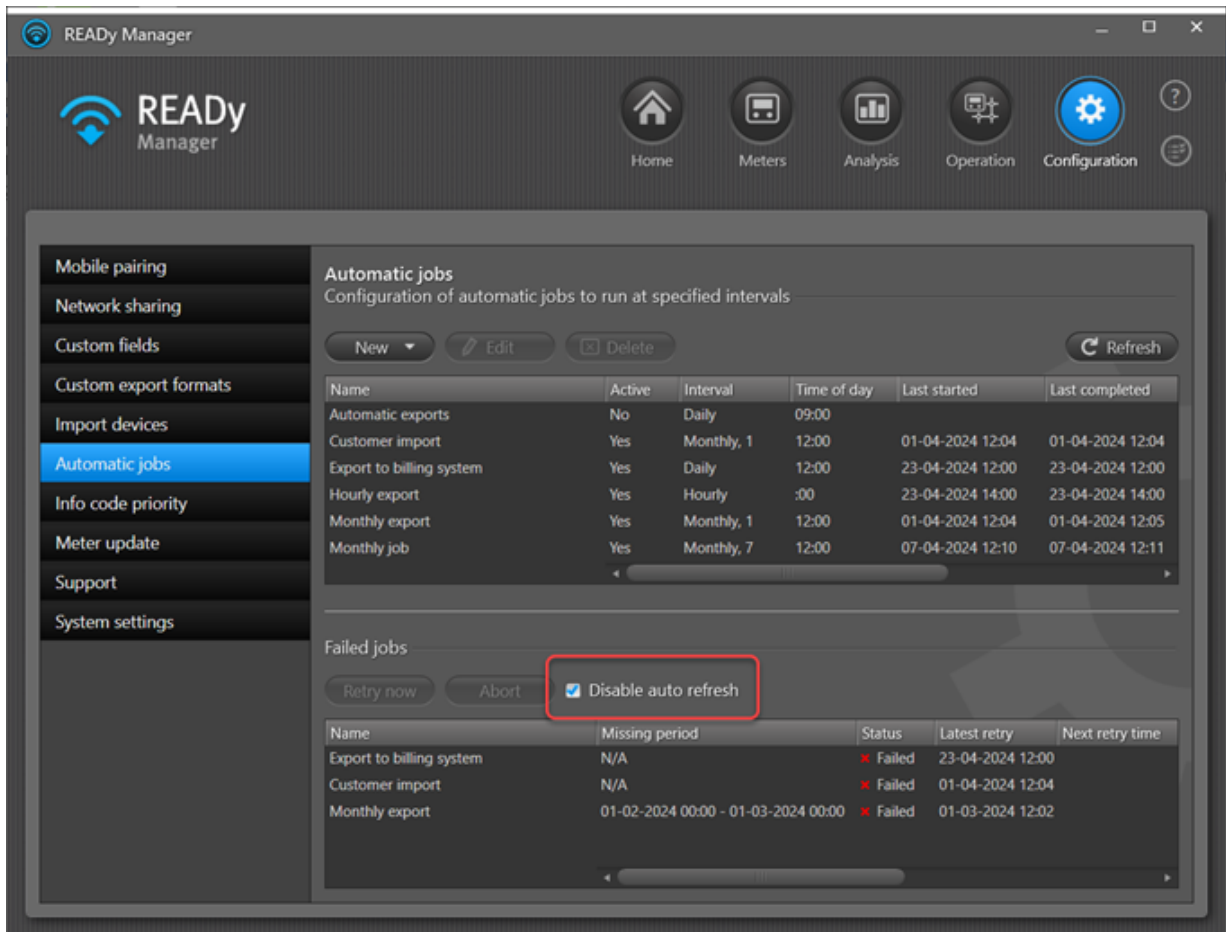 READy Manager
READy
Manager
Home Meters Analysis Operation Configuration
?
Mobile pairing
Network sharing
Custom fields
Custom export formats
Import devices
Automatic jobs
Info code priority
Meter update
Support
System settings
Automatic jobs
Configuration of automatic jobs to run at specified intervals
New Edit Delete Refresh
Name Active Interval Time of day Last started Last completed
Automatic exports No Daily 09:00
Customer import Yes Monthly, 1 12:00 01-04-2024 12:04 01-04-2024 12:04
Export to billing system Yes Daily 12:00 23-04-2024 12:00 23-04-2024 12:00
Hourly export Yes Hourly :00 23-04-2024 14:00 23-04-2024 14:00
Monthly export Yes Monthly, 1 12:00 01-04-2024 12:04 01-04-2024 12:05
Monthly job Yes Monthly, 7 12:00 07-04-2024 12:10 07-04-2024 12:11
Failed jobs
Retry now Abort Disable auto refresh
Name Missing period Status Latest retry Next retry time
Export to billing system N/A Failed 23-04-2024 12:00
Customer import N/A Failed 01-04-2024 12:04
Monthly export 01-02-2024 00:00 - 01-03-2024 00:00 Failed 01-03-2024 12:02